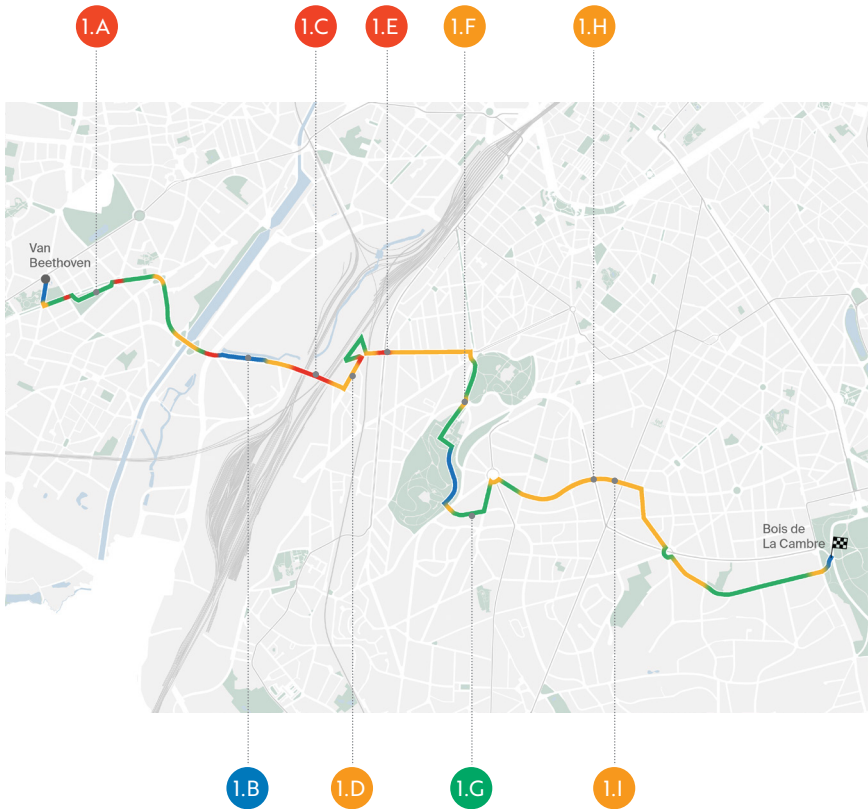 1.A
1.C
1.E
1.F
1.H
Van
Beethoven
Bois de
La Cambre
1.B
1.D
1.G
1.I